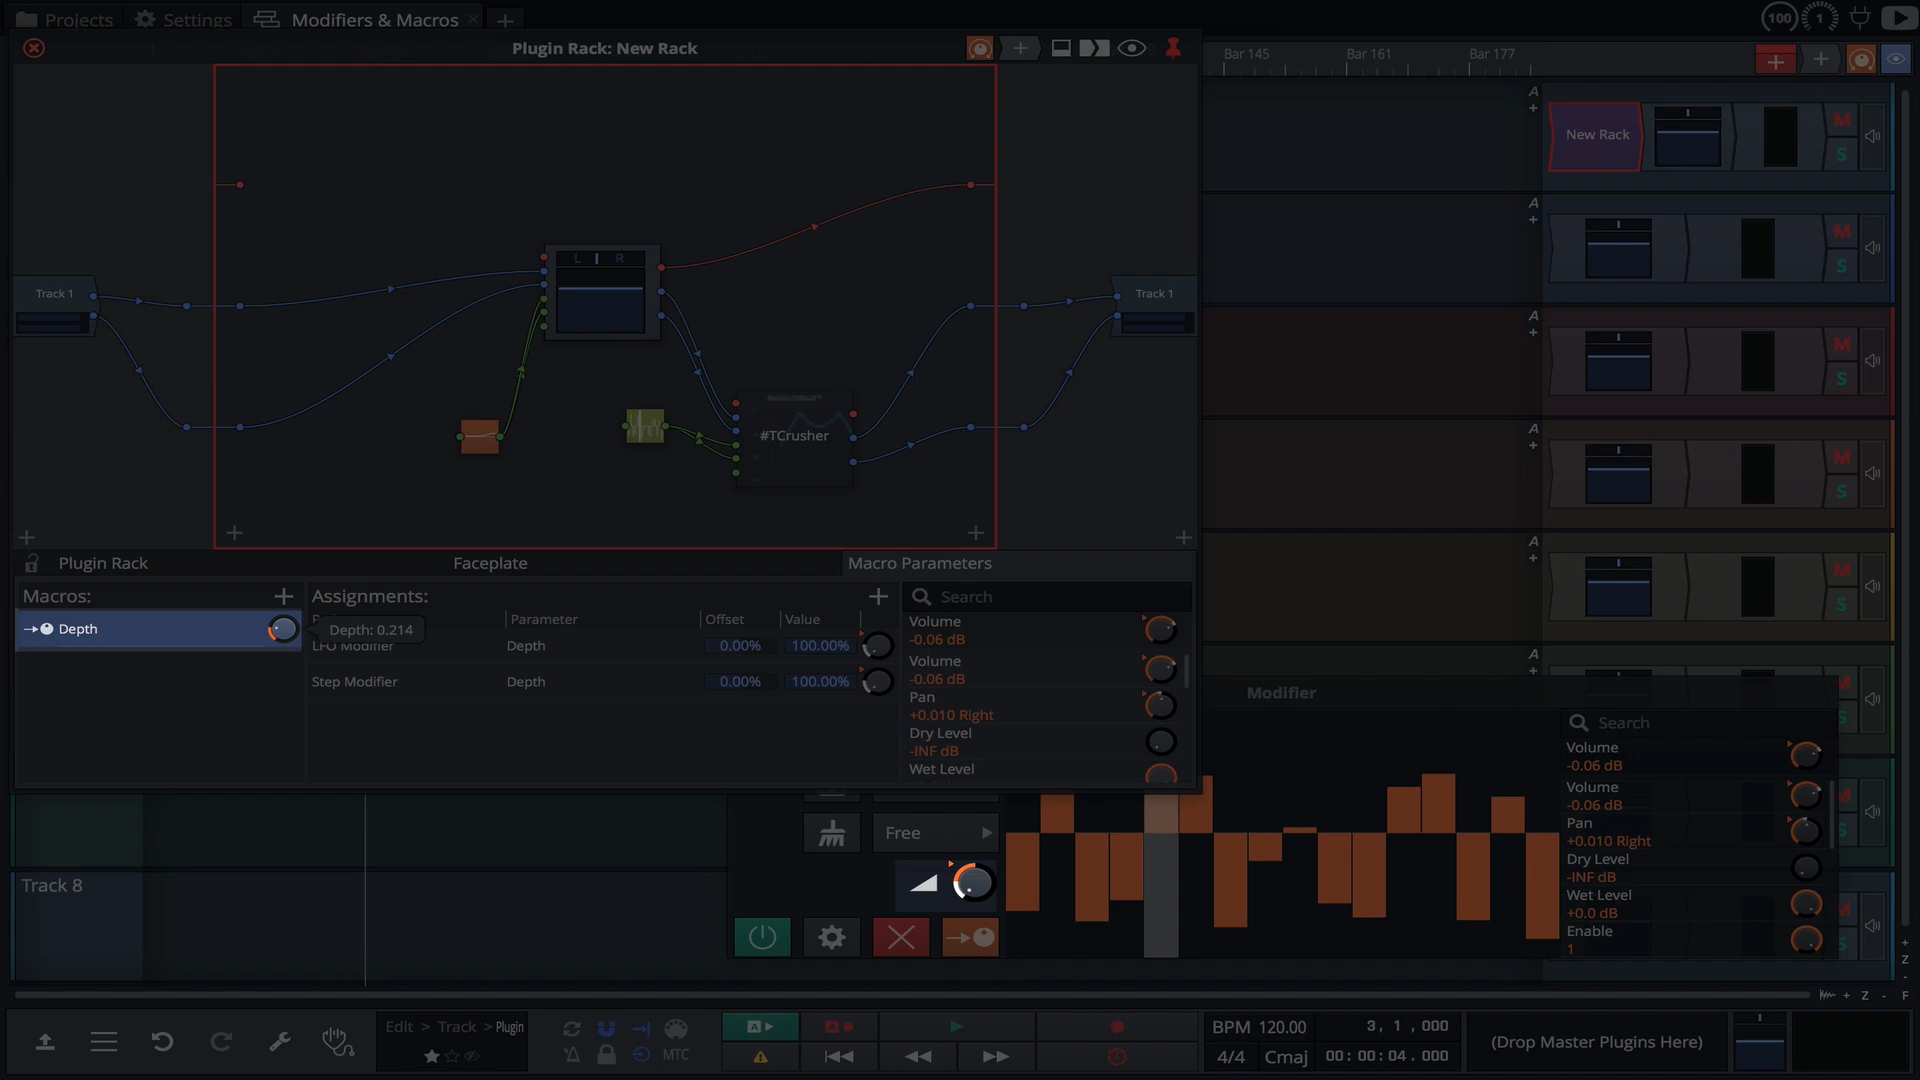 Projects
Settings
Modifiers & Macros
100
1
Plugin Rack: New Rack
Bar 145
Bar 161
Bar 177
A
New Rack
M
S
Track 1
L
R
Track 1
#TCrusher
A
M
S
A
M
S
A
M
S
A
M
S
A
M
S
Plugin Rack
Faceplate
Macro Parameters
Macros:
Assignments:
Search
Depth
Depth: 0.214
Parameter
Offset
Value
LFO Modifier
Depth
0.00%
100.00%
Step Modifier
Depth
0.00%
100.00%
Volume
-0.06 dB
Volume
-0.06 dB
Pan
+0.010 Right
Dry Level
-INF dB
Wet Level
Modifier
Search
Volume
-0.06 dB
Volume
-0.06 dB
Pan
+0.010 Right
Dry Level
-INF dB
Wet Level
+0.0 dB
Enable
1
M
S
M
S
Free
Track 8
Z
Z
F
Edit > Track > Plugin
MTC
A
A
BPM 120.00
4/4
Cmaj
3, 1, 000
00: 00: 04. 000
(Drop Master Plugins Here)